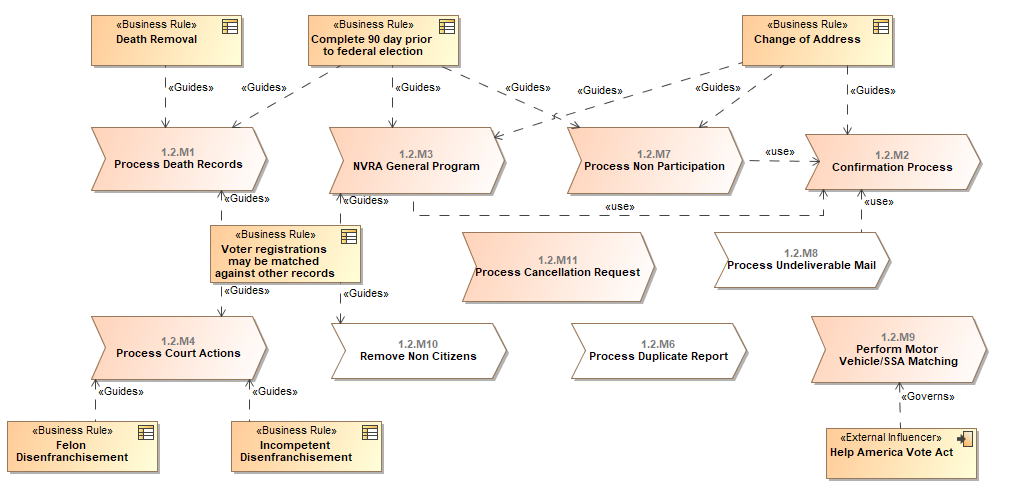 «Business Rule»
Death Removal
«Business Rule»
Complete 90 day prior
to federal election
«Business Rule»
Change of Address
«Guides»
«Guides»
«Guides»
«Guides»
«Guides»
«Guides»
«Guides»
1.2.M1
Process Death Records
1.2.M3
NVRA General Program
1.2.M7
Process Non Participation
«use»
1.2.M2
Confirmation Process
«Guides»
«Guides»
«use»
«use»
«Business Rule»
Voter registrations
may be matched
against other records
1.2.M11
Process Cancellation Request
1.2.M8
Process Undeliverable Mail
«Guides»
«Guides»
1.2.M4
Process Court Actions
1.2.M10
Remove Non Citizens
1.2.M6
Process Duplicate Report
1.2.M9
Perform Motor
Vehicle/SSA Matching
«Guides»
«Guides»
«Governs»
«Business Rule»
Felon
Disenfranchisement
«Business Rule»
Incompetent
Disenfranchisement
«External Influencer»
Help America Vote Act